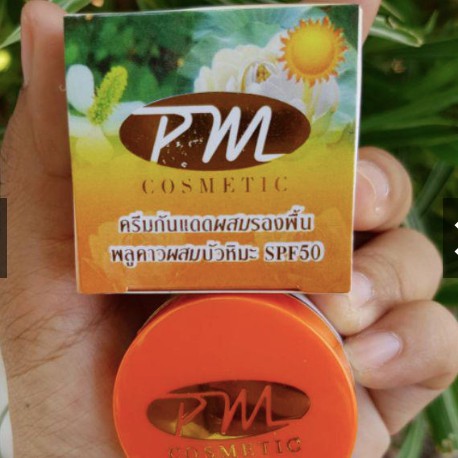 PM
COSMETIC
ครีมกันแดดผสมรองพื้น
พลูคาวผสมบัวหิมะ SPF50
PM
COSMETIC